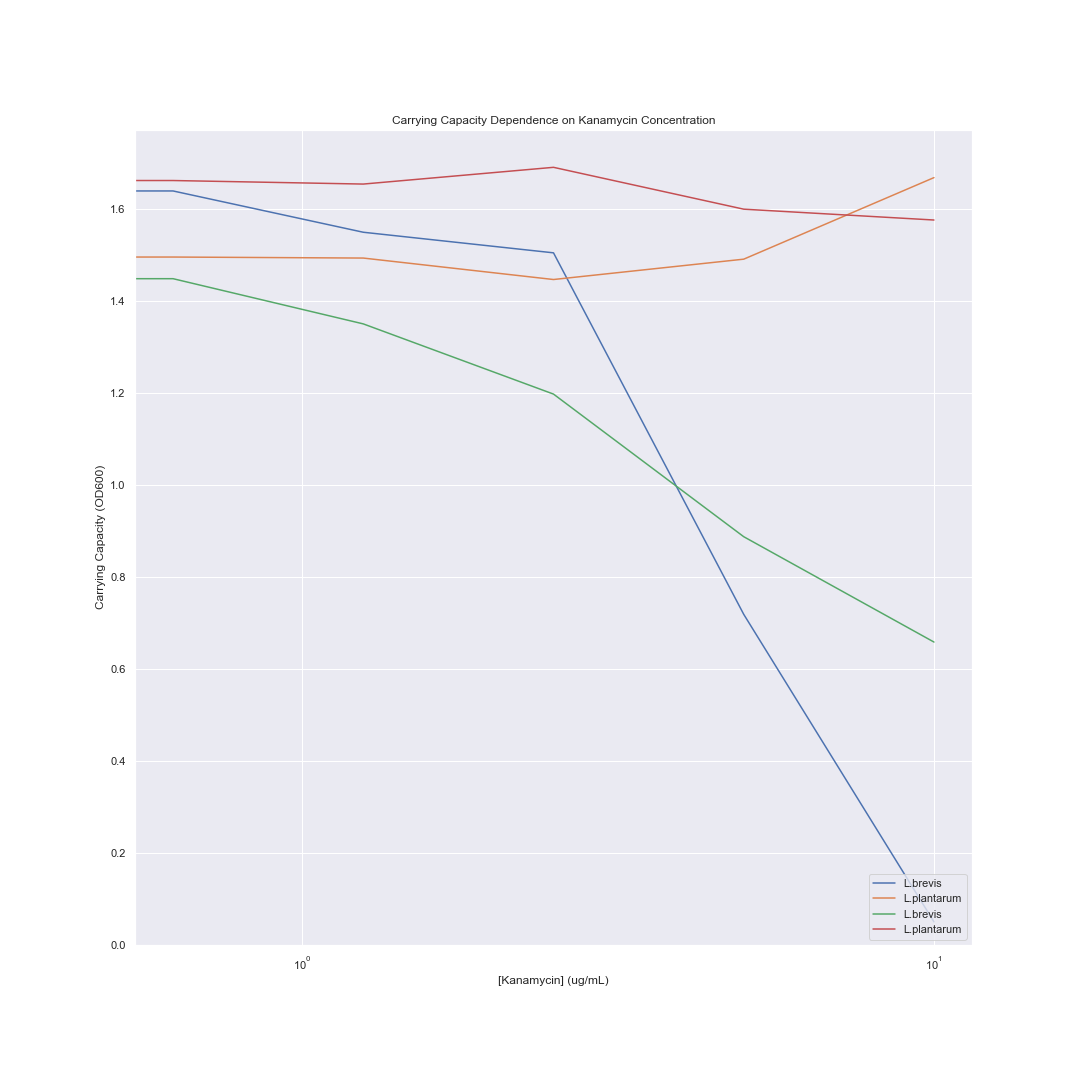 Carrying Capacity Dependence on Kanamycin Concentration
Carrying Capacity (OD600)
1.6
1.4
1.2
1.0
0.8
0.6
0.4
0.2
0.0
L.brevis
L.plantarum
L.brevis
L.plantarum
10⁰ 10¹
[Kanamycin] (ug/mL)